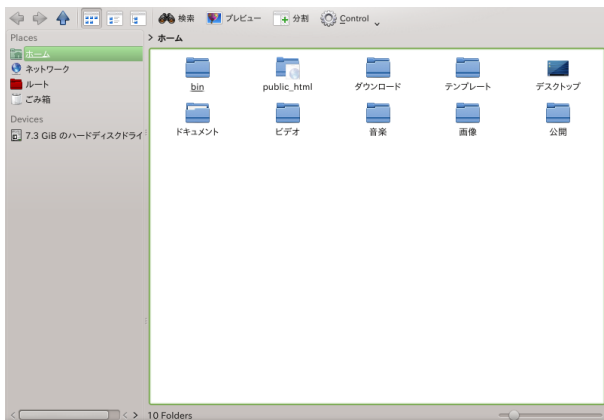 検索 プレビュー 分割 Control
Places
ホーム
ネットワーク
ルート
ごみ箱
Devices
7.3 GiB のハードディスクドライ
> ホーム
bin public_html ダウンロード テンプレート デスクトップ
ドキュメント ビデオ 音楽 画像 公開
10 Folders